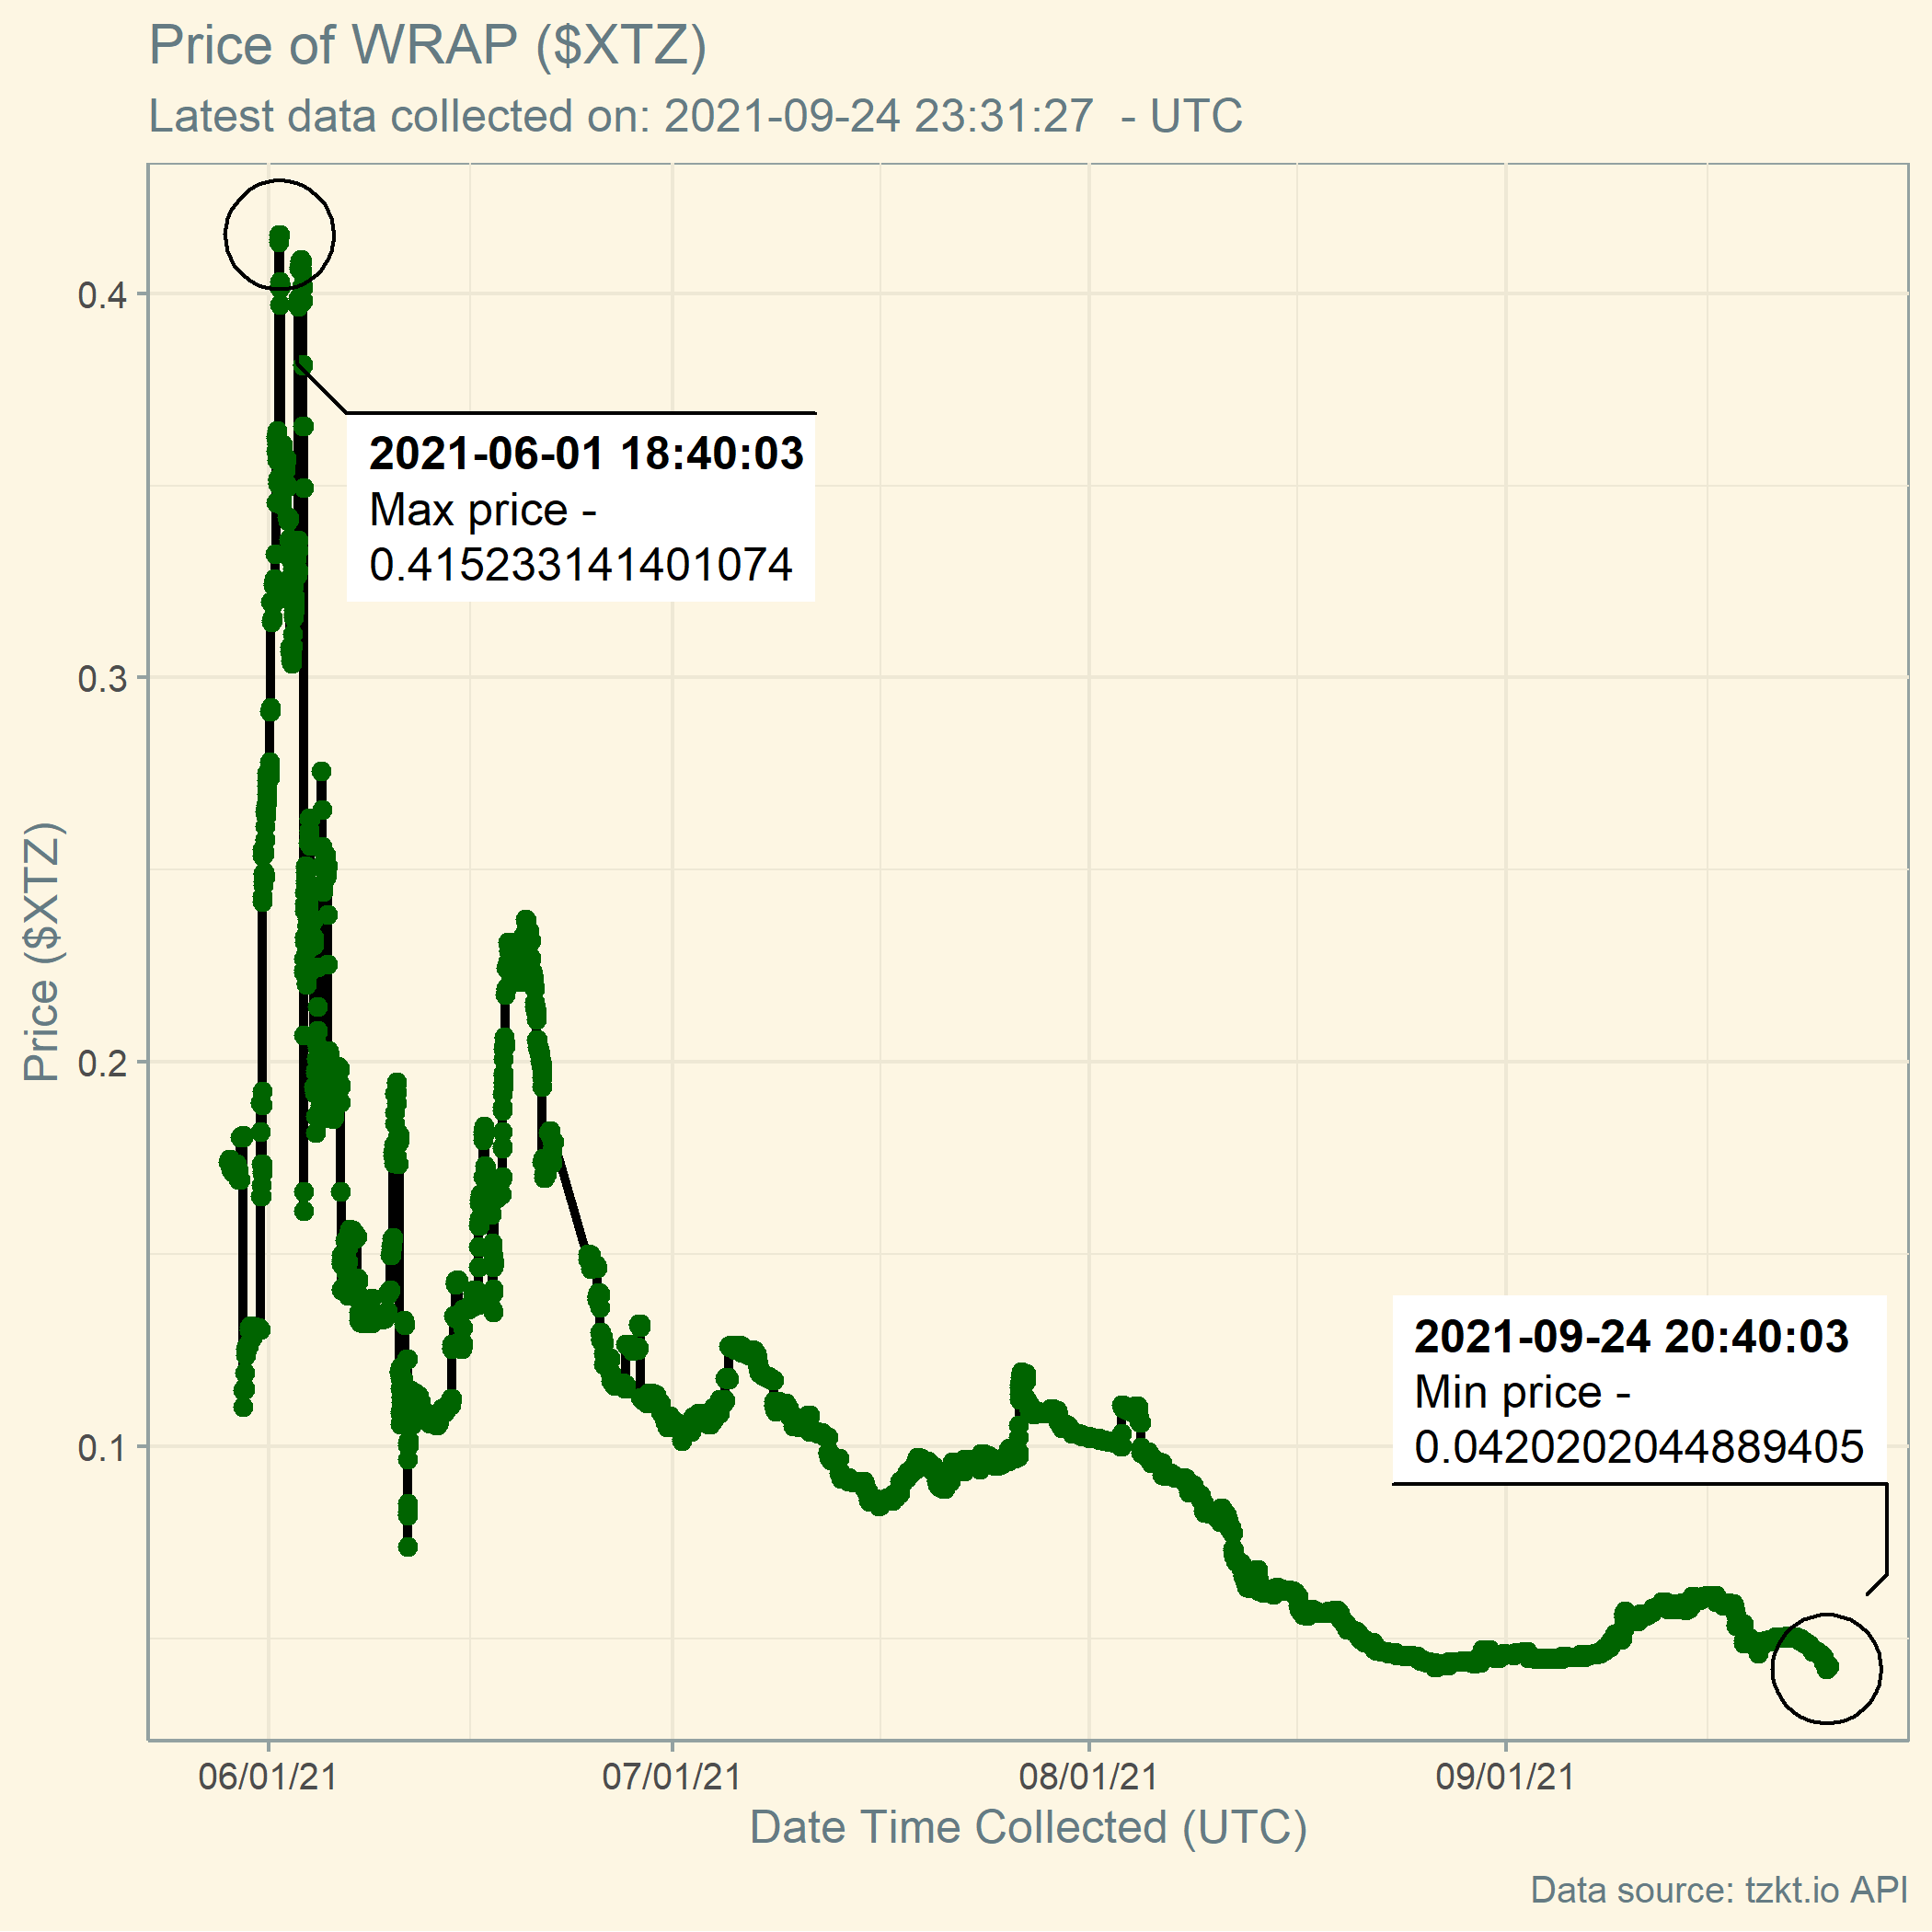 Price of WRAP ($XTZ)
Latest data collected on: 2021-09-24 23:31:27  - UTC
0.4
0.3
0.2
0.1
Price ($XTZ)
2021-06-01 18:40:03
Max price -
0.415233141401074
2021-09-24 20:40:03
Min price -
0.0420202044889405
06/01/21
07/01/21
08/01/21
09/01/21
Date Time Collected (UTC)
Data source: tzkt.io API